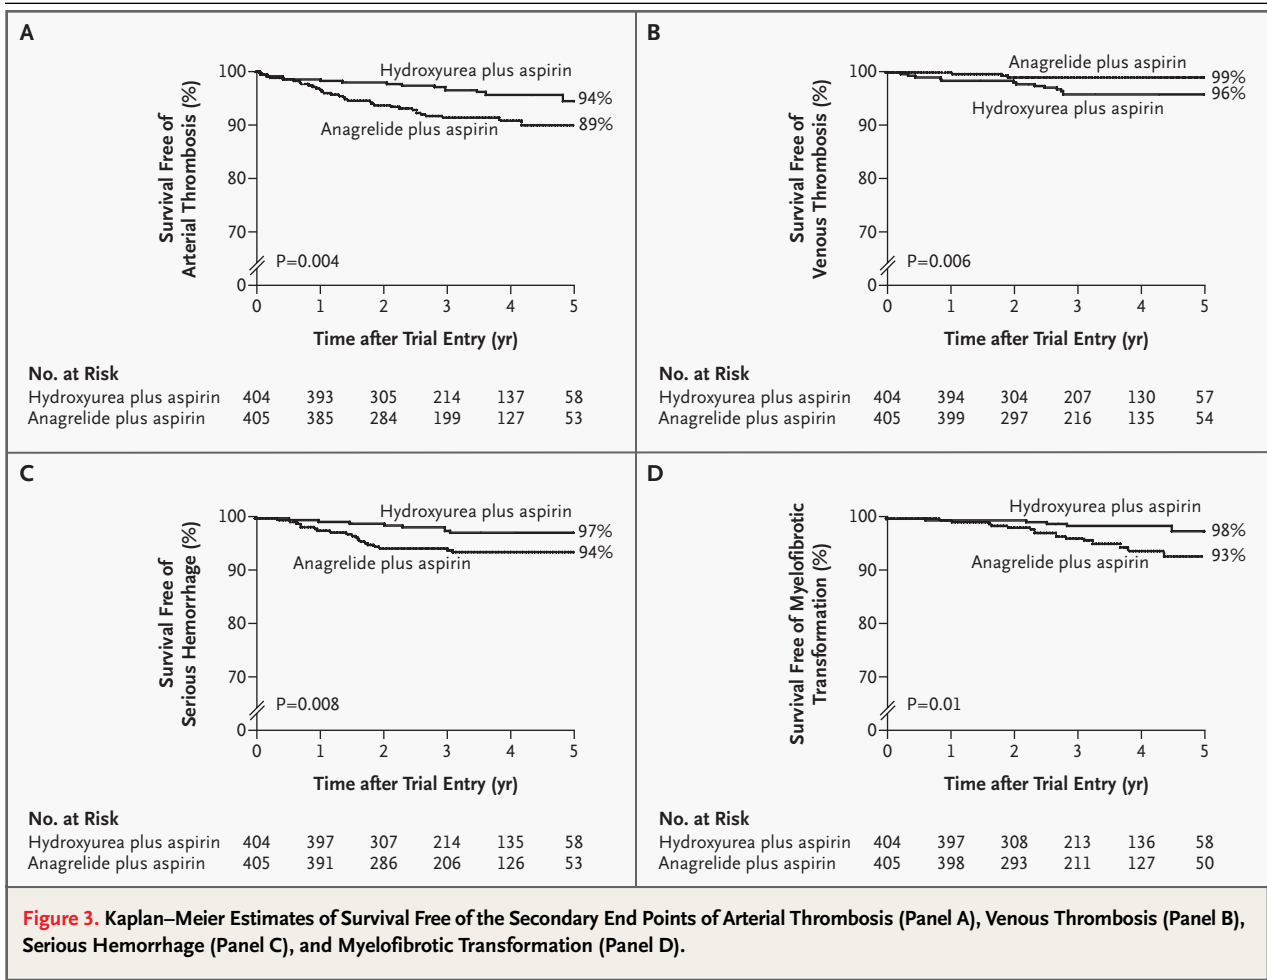 A
Survival Free of
Arterial Thrombosis (%)
100
90
80
70
0
Hydroxyurea plus aspirin
94%
Anagrelide plus aspirin
89%
P=0.004
0 1 2 3 4 5
Time after Trial Entry (yr)
No. at Risk
Hydroxyurea plus aspirin 404 393 305 214 137 58
Anagrelide plus aspirin 405 385 284 199 127 53
B
Survival Free of
Venous Thrombosis (%)
100
90
80
70
0
Anagrelide plus aspirin
99%
96%
Hydroxyurea plus aspirin
P=0.006
0 1 2 3 4 5
Time after Trial Entry (yr)
No. at Risk
Hydroxyurea plus aspirin 404 394 304 207 130 57
Anagrelide plus aspirin 405 399 297 216 135 54
C
Survival Free of
Serious Hemorrhage (%)
100
90
80
70
0
Hydroxyurea plus aspirin
97%
94%
Anagrelide plus aspirin
P=0.008
0 1 2 3 4 5
Time after Trial Entry (yr)
No. at Risk
Hydroxyurea plus aspirin 404 397 307 214 135 58
Anagrelide plus aspirin 405 391 286 206 126 53
D
Survival Free of Myelofibrotic
Transformation (%)
100
90
80
70
0
Hydroxyurea plus aspirin
98%
93%
Anagrelide plus aspirin
P=0.01
0 1 2 3 4 5
Time after Trial Entry (yr)
No. at Risk
Hydroxyurea plus aspirin 404 397 308 213 136 58
Anagrelide plus aspirin 405 398 293 211 127 50
Figure 3. Kaplan–Meier Estimates of Survival Free of the Secondary End Points of Arterial Thrombosis (Panel A), Venous Thrombosis (Panel B),
Serious Hemorrhage (Panel C), and Myelofibrotic Transformation (Panel D).